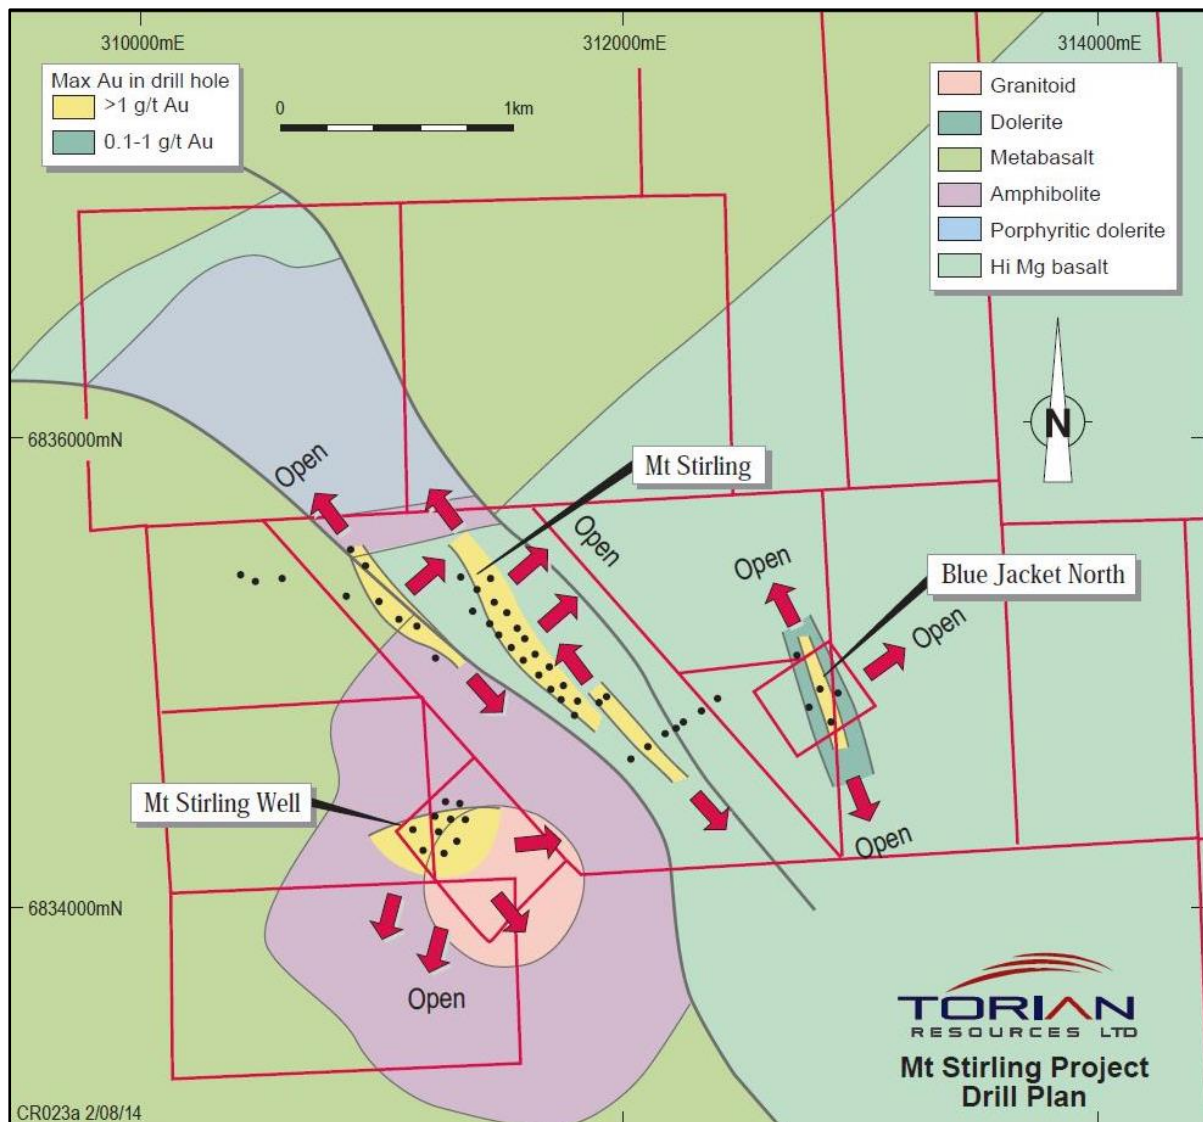 310000mE
312000mE
314000mE
Max Au in drill hole
>1 g/t Au
0.1-1 g/t Au
0
1km
Granitoid
Dolerite
Metabasalt
Amphibolite
Porphyritic dolerite
Hi Mg basalt
N
6836000mN
Open
Mt Stirling
Open
Open
Blue Jacket North
Open
Mt Stirling Well
Open
6834000mN
Open
TORIAN
RESOURCES LTD
Mt Stirling Project
Drill Plan
CR023a 2/08/14